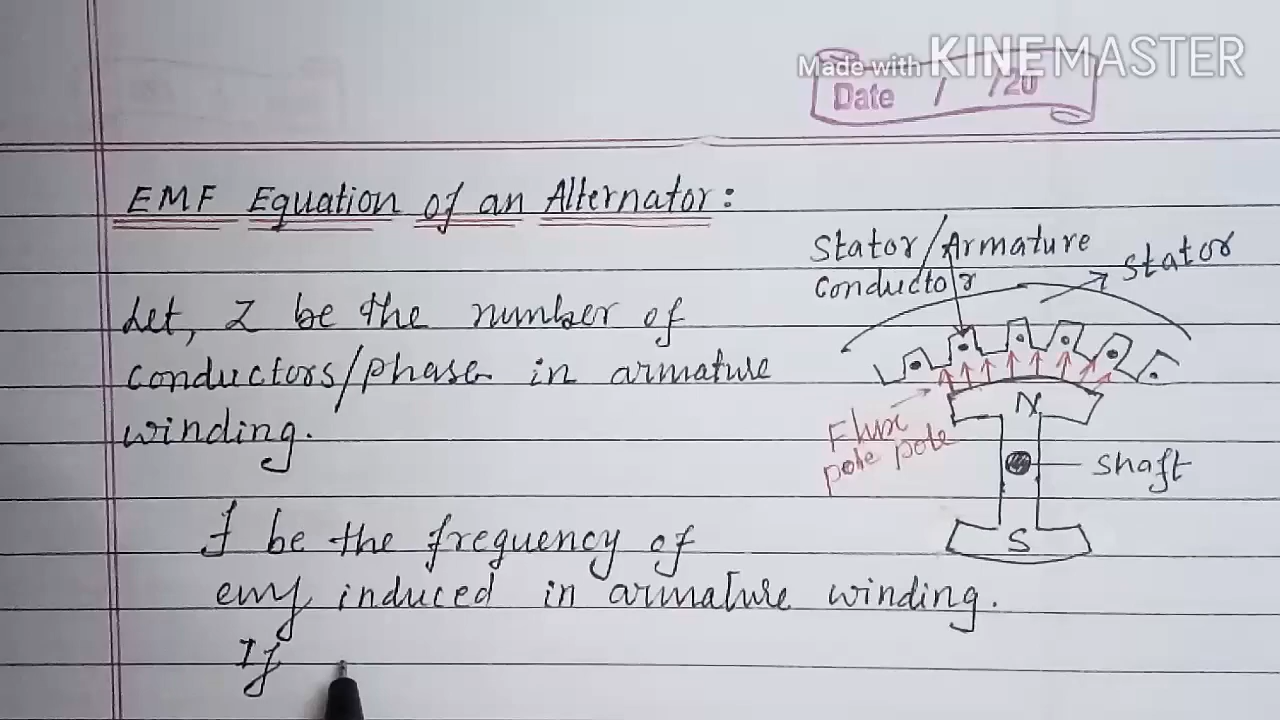 Made with KINEMASTER
Date / /20
EMF Equation of an Alternator:
Stator/Armature
conductor
stator
Let, Z be the number of
conductors/phase in armature
winding.
N
Flux
pole pole
shaft
S
f be the frequency of
emf induced in armature winding.
If